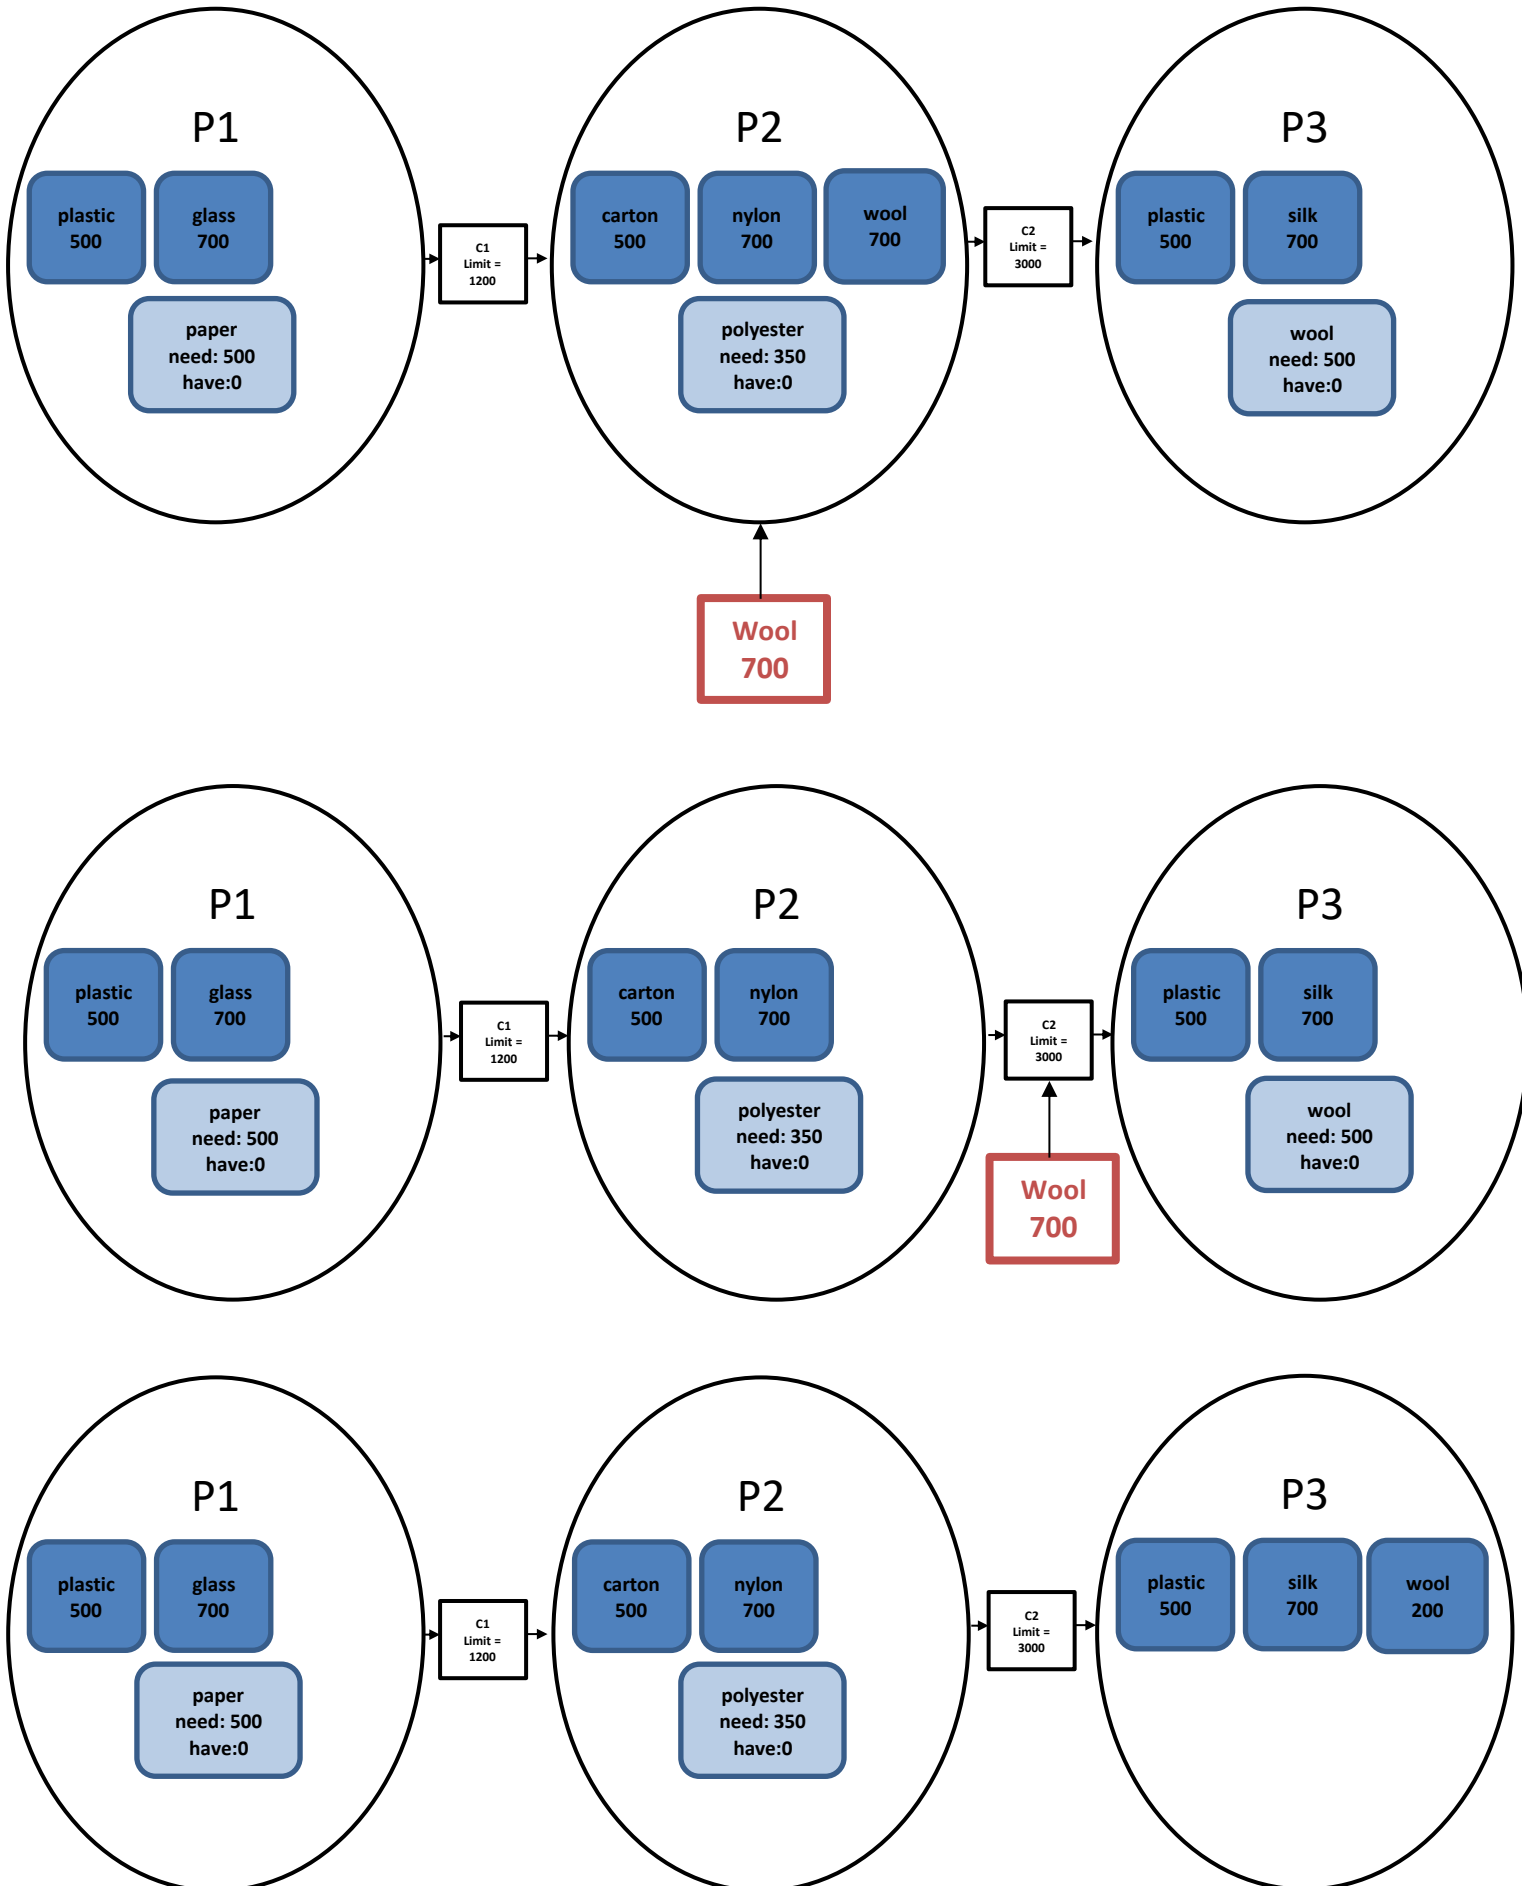 P1
plastic
500
glass
700
paper
need: 500
have:0
C1
Limit =
1200
P2
carton
500
nylon
700
wool
700
polyester
need: 350
have:0
C2
Limit =
3000
P3
plastic
500
silk
700
wool
need: 500
have:0
Wool
700
P1
plastic
500
glass
700
paper
need: 500
have:0
C1
Limit =
1200
P2
carton
500
nylon
700
polyester
need: 350
have:0
C2
Limit =
3000
Wool
700
P3
plastic
500
silk
700
wool
need: 500
have:0
P1
plastic
500
glass
700
paper
need: 500
have:0
C1
Limit =
1200
P2
carton
500
nylon
700
polyester
need: 350
have:0
C2
Limit =
3000
P3
plastic
500
silk
700
wool
200